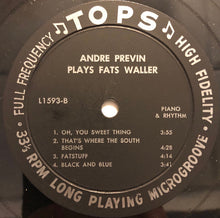 TOPS
FULL FREQUENCY
HIGH FIDELITY
ANDRE PREVIN
PLAYS FATS WALLER
L1593-B
PIANO
& RHYTHM
1. OH, YOU SWEET THING 3:55
2. THAT'S WHERE THE SOUTH
BEGINS 4:28
3. FATSTUFF 4:14
4. BLACK AND BLUE 4:41
33⅓ RPM LONG PLAYING MICROGROOVE